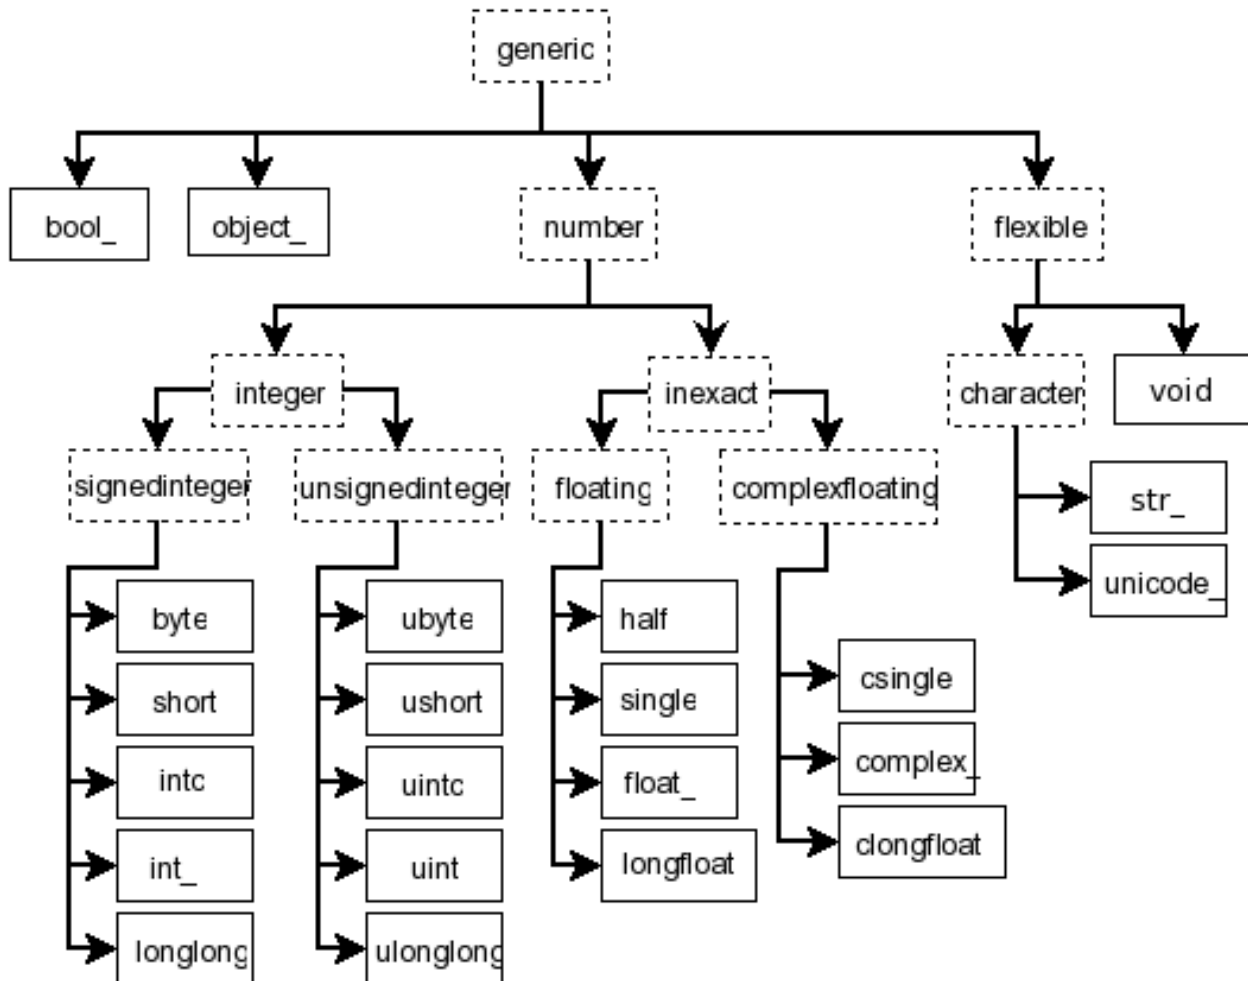 generic
bool_
object_
number
flexible
integer
inexact
character
void
signedinteger
unsignedinteger
floating
complexfloating
str_
unicode_
byte
ubyte
half
short
ushort
single
csingle
intc
uintc
float_
complex_
int_
uint
longfloat
clongfloat
longlong
ulonglong